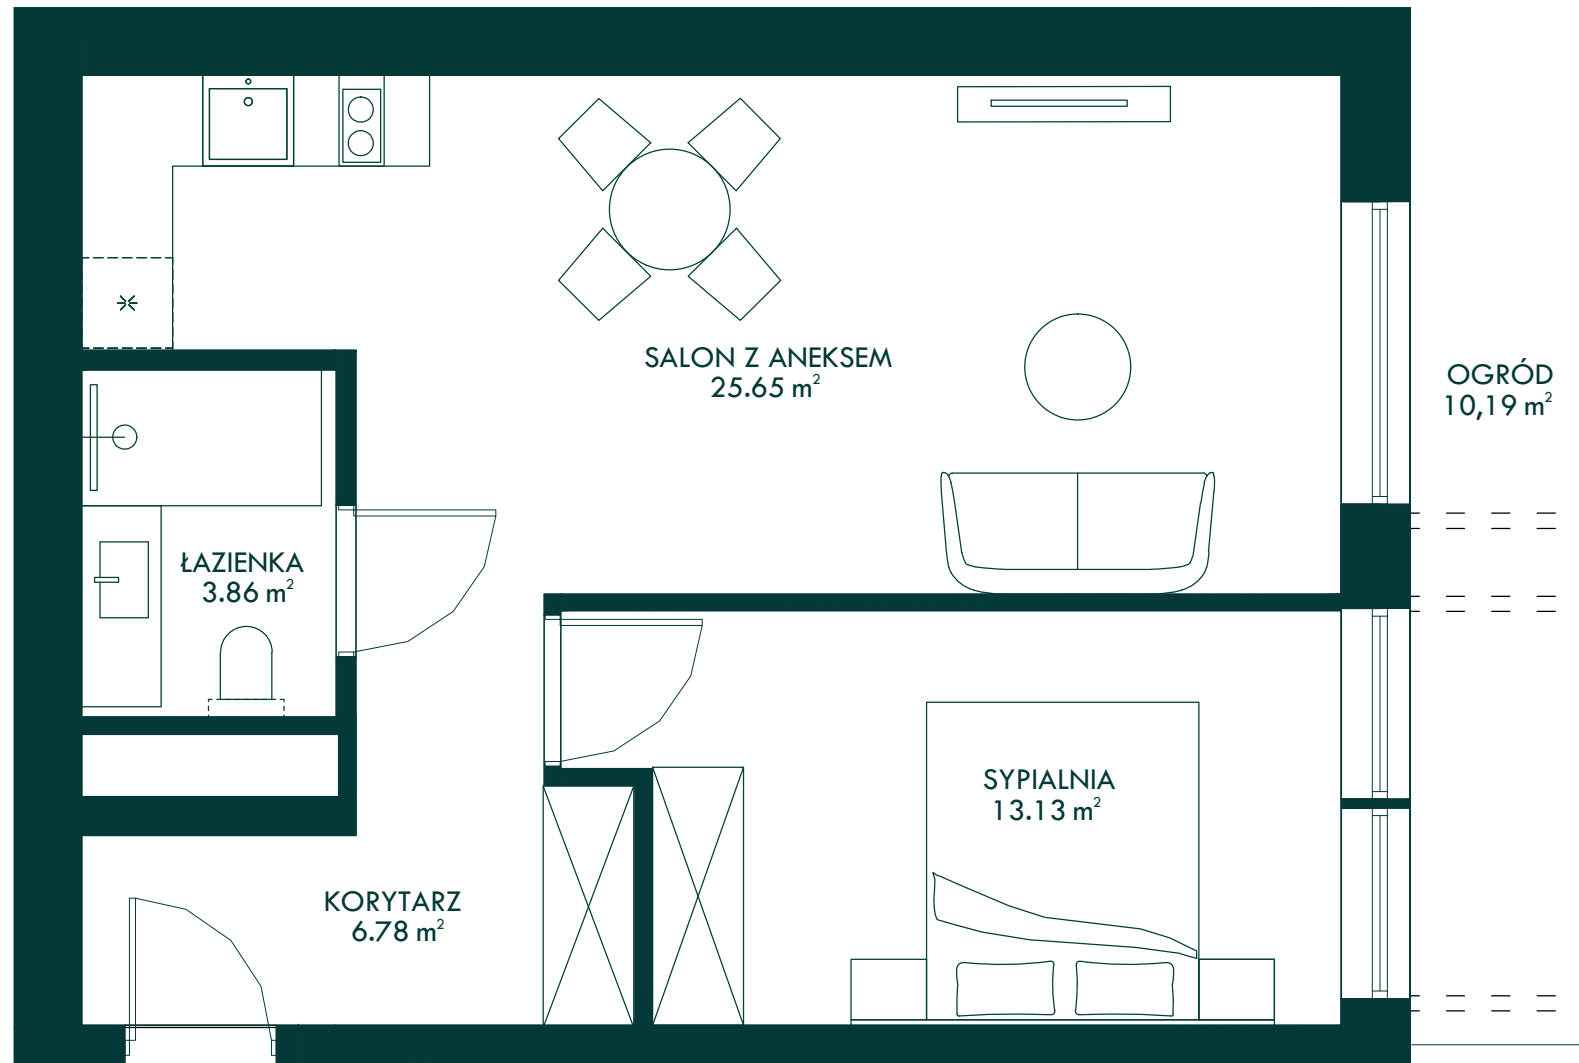 SALON Z ANEKSEM
25.65 m²
OGRÓD
10,19 m²
ŁAZIENKA
3.86 m²
SYPIALNIA
13.13 m²
KORYTARZ
6.78 m²